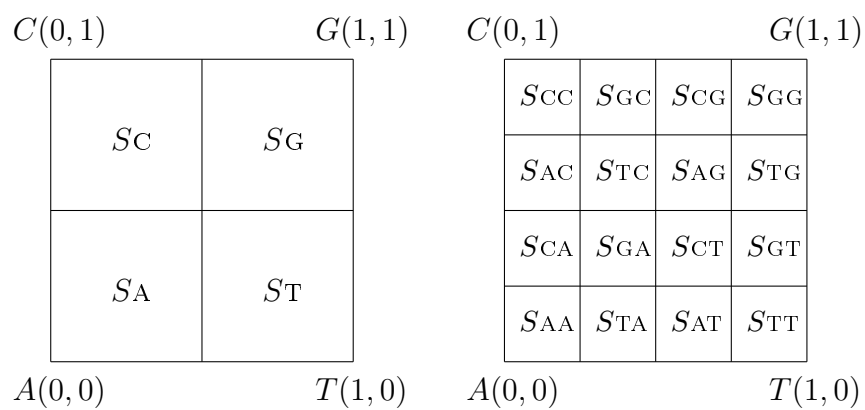 C(0, 1) G(1, 1) C(0, 1) G(1, 1)
SC SG
SA ST
SCC SGC SCG SGG
SAC STC SAG STG
SCA SGA SCT SGT
SAA STA SAT STT
A(0, 0) T(1, 0) A(0, 0) T(1, 0)